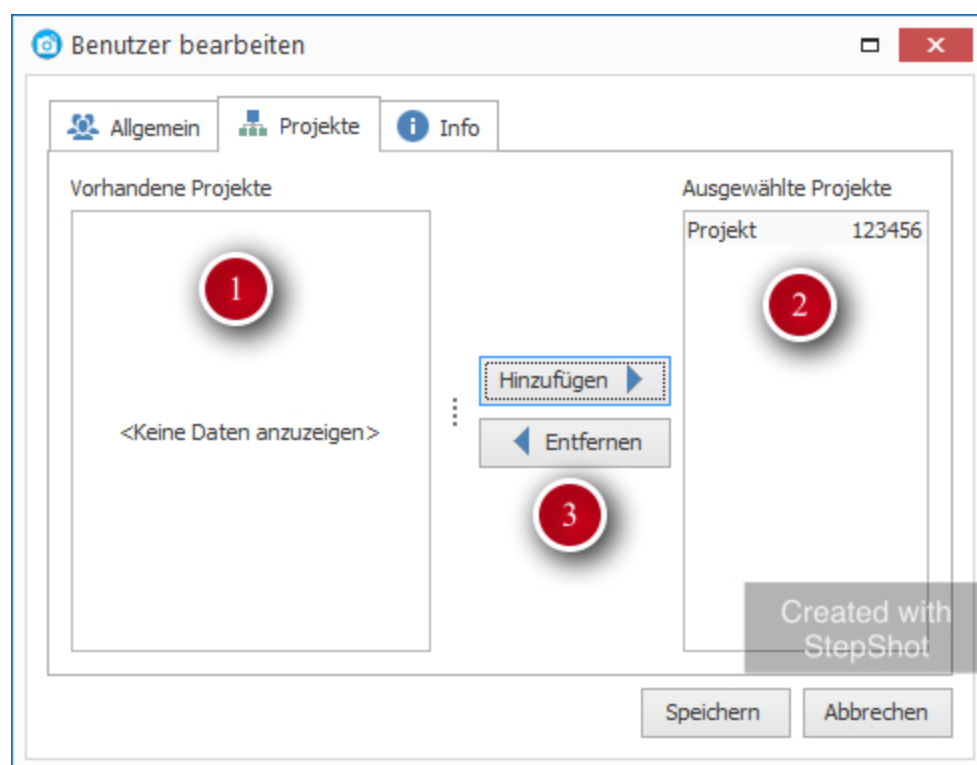 Benutzer bearbeiten
Allgemein
Projekte
Info
Vorhandene Projekte
Ausgewählte Projekte
Projekt 123456
1
2
Hinzufügen
<Keine Daten anzuzeigen>
Entfernen
3
Created with
StepShot
Speichern
Abbrechen